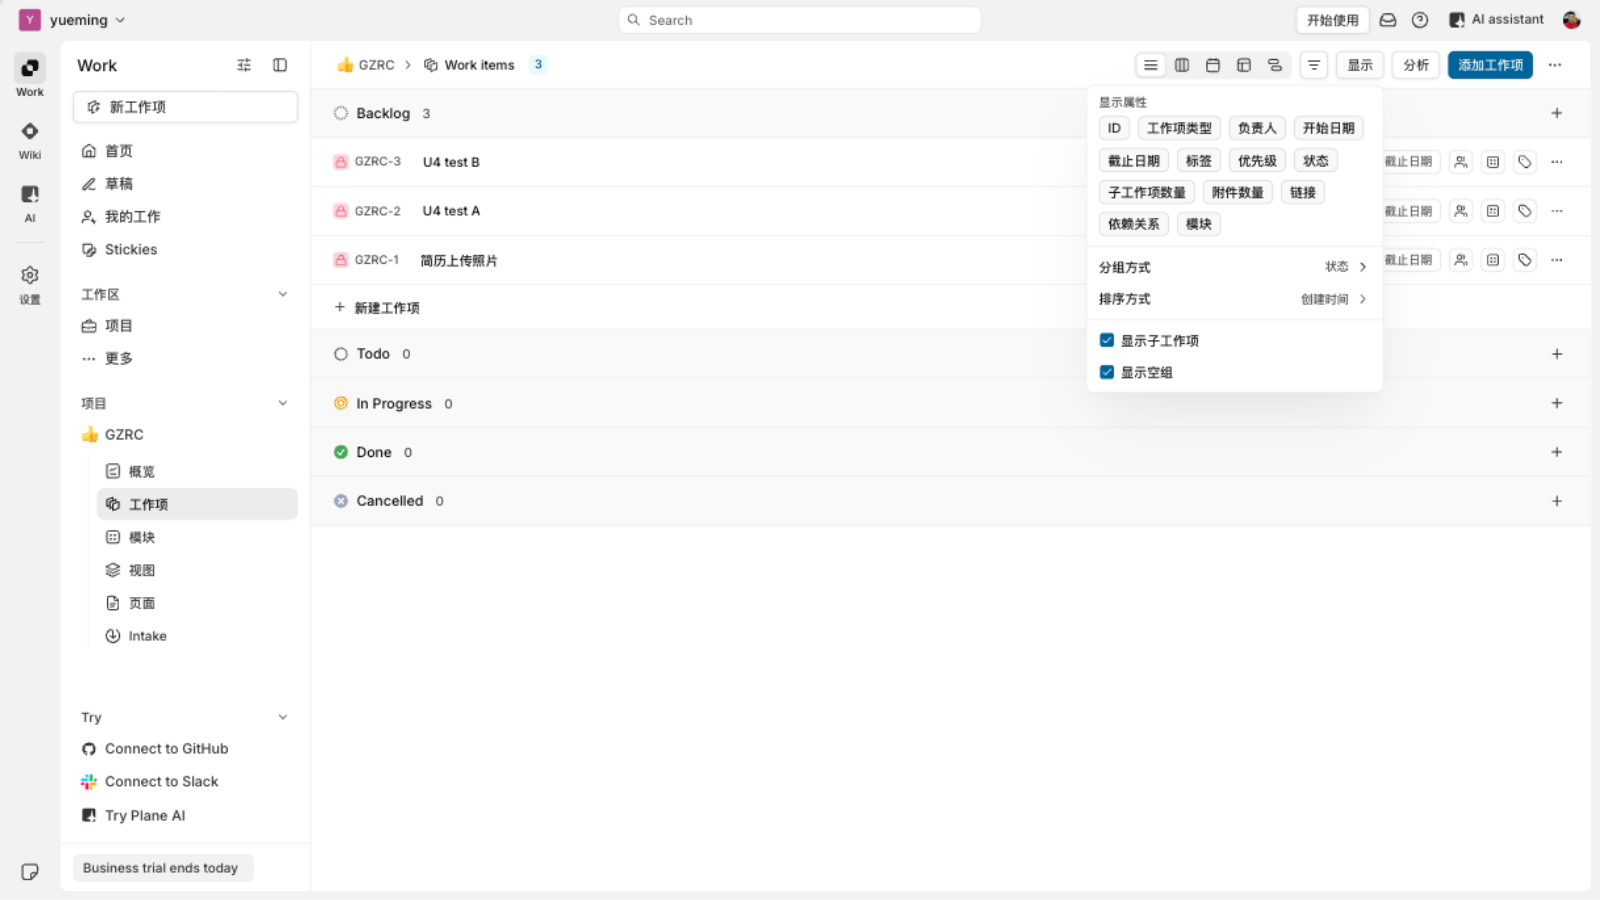 Y yueming
Search
开始使用
AI assistant
Work
Wiki
AI
设置
Work
新工作项
首页
草稿
我的工作
Stickies
工作区
项目
更多
项目
GZRC
概览
工作项
模块
视图
页面
Intake
Try
Connect to GitHub
Connect to Slack
Try Plane AI
Business trial ends today
GZRC > Work items 3
显示 分析 添加工作项
Backlog 3
GZRC-3 U4 test B
截止日期
GZRC-2 U4 test A
截止日期
GZRC-1 简历上传照片
截止日期
新建工作项
Todo 0
In Progress 0
Done 0
Cancelled 0
显示属性
ID 工作项类型 负责人 开始日期
截止日期 标签 优先级 状态
子工作项数量 附件数量 链接
依赖关系 模块
分组方式 状态
排序方式 创建时间
显示子工作项
显示空组